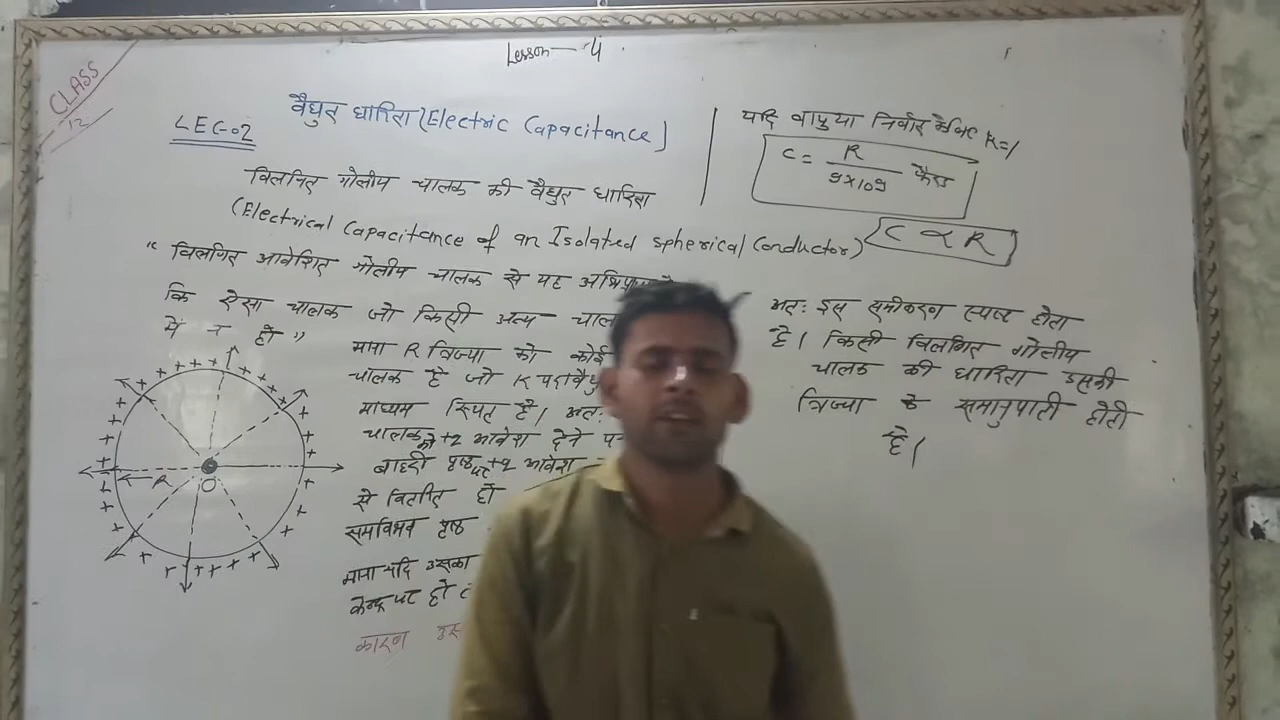 Lesson — 4
CLASS
12
LEC-02
वैद्युत धारिता (Electric Capacitance)
विलगित गोलीय चालक की वैद्युत धारिता
(Electrical Capacitance of an Isolated Spherical Conductor)
“विलगित आवेशित गोलीय चालक से यह अभिप्राय है
कि ऐसा चालक जो किसी अन्य
में न हो”
माना R त्रिज्या का कोई
चालक है जो K परावैद्यु
माध्यम स्थित है। अतः
चालक को +q आवेश देने
बाहरी पृष्ठ पर +q आवेश
से वितरित हो
समविभव पृष्ठ
माना यदि उसका
केन्द्र पर हो
कारण
+ + + + + + + + + + + + + + + + + + + + + + + + + + + + + + + + + + + +
R
O
यदि वायु या निर्वात के लिए K=1
C = R / 9×10⁹ फैरड
C ∝ R
अतः इस समीकरण स्पष्ट होता
है। किसी विलगित गोलीय
चालक की धारिता उसकी
त्रिज्या के समानुपाती होती
है।